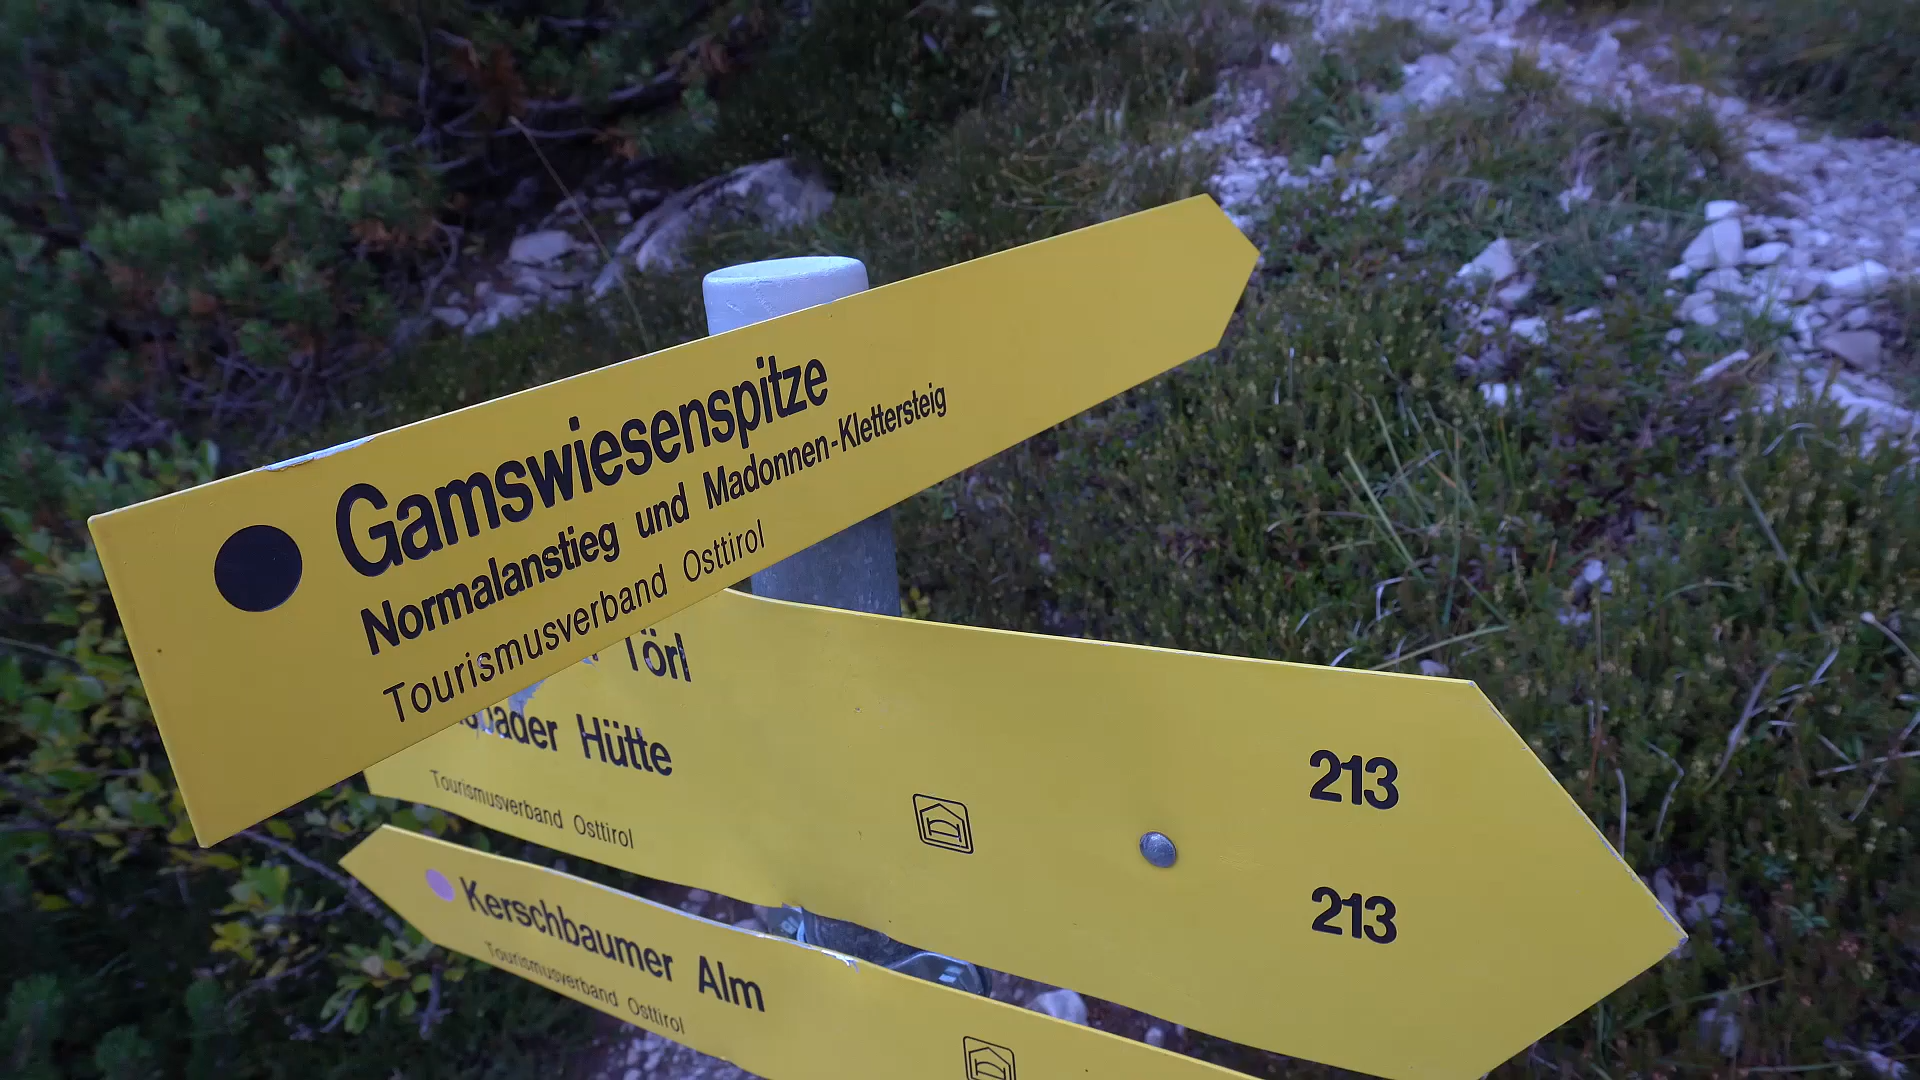 Gamswiesenspitze
Normalanstieg und Madonnen-Klettersteig
Tourismusverband Osttirol
Törl 213
Hütte 213
Tourismusverband Osttirol
Kerschbaumer Alm
Tourismusverband Osttirol